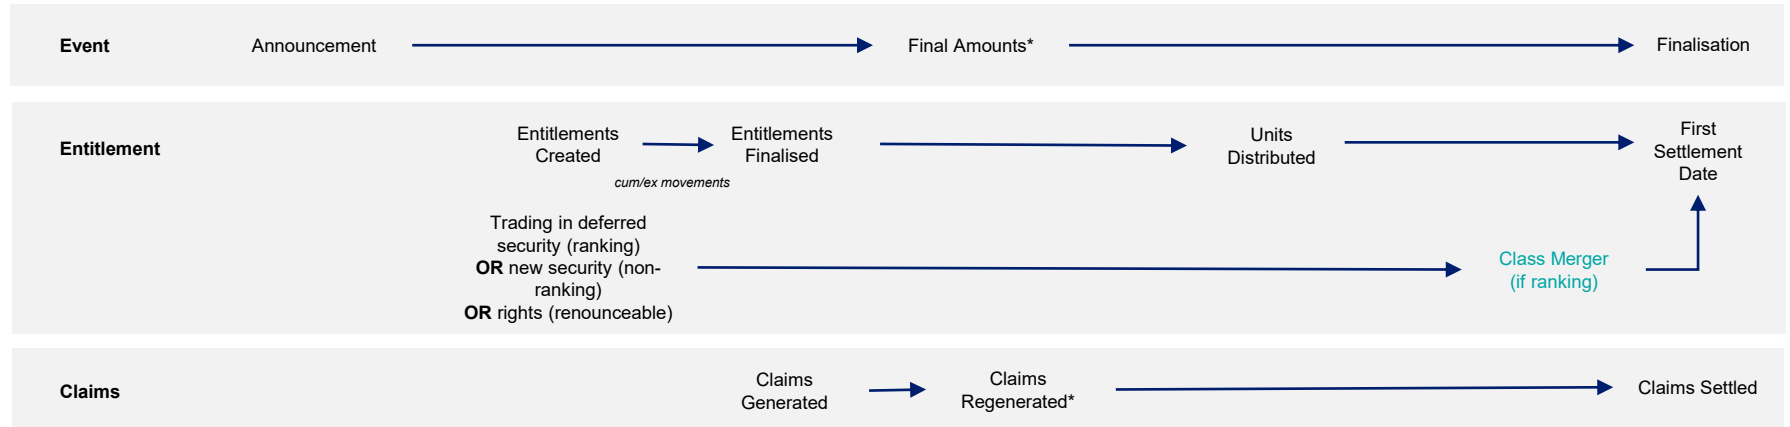 Event
Announcement
Final Amounts*
Finalisation
Entitlement
Entitlements
Created
cum/ex movements
Entitlements
Finalised
Units
Distributed
First
Settlement
Date
Trading in deferred
security (ranking)
OR new security (non-
ranking)
OR rights (renounceable)
Class Merger
(if ranking)
Claims
Claims
Generated
Claims
Regenerated*
Claims Settled